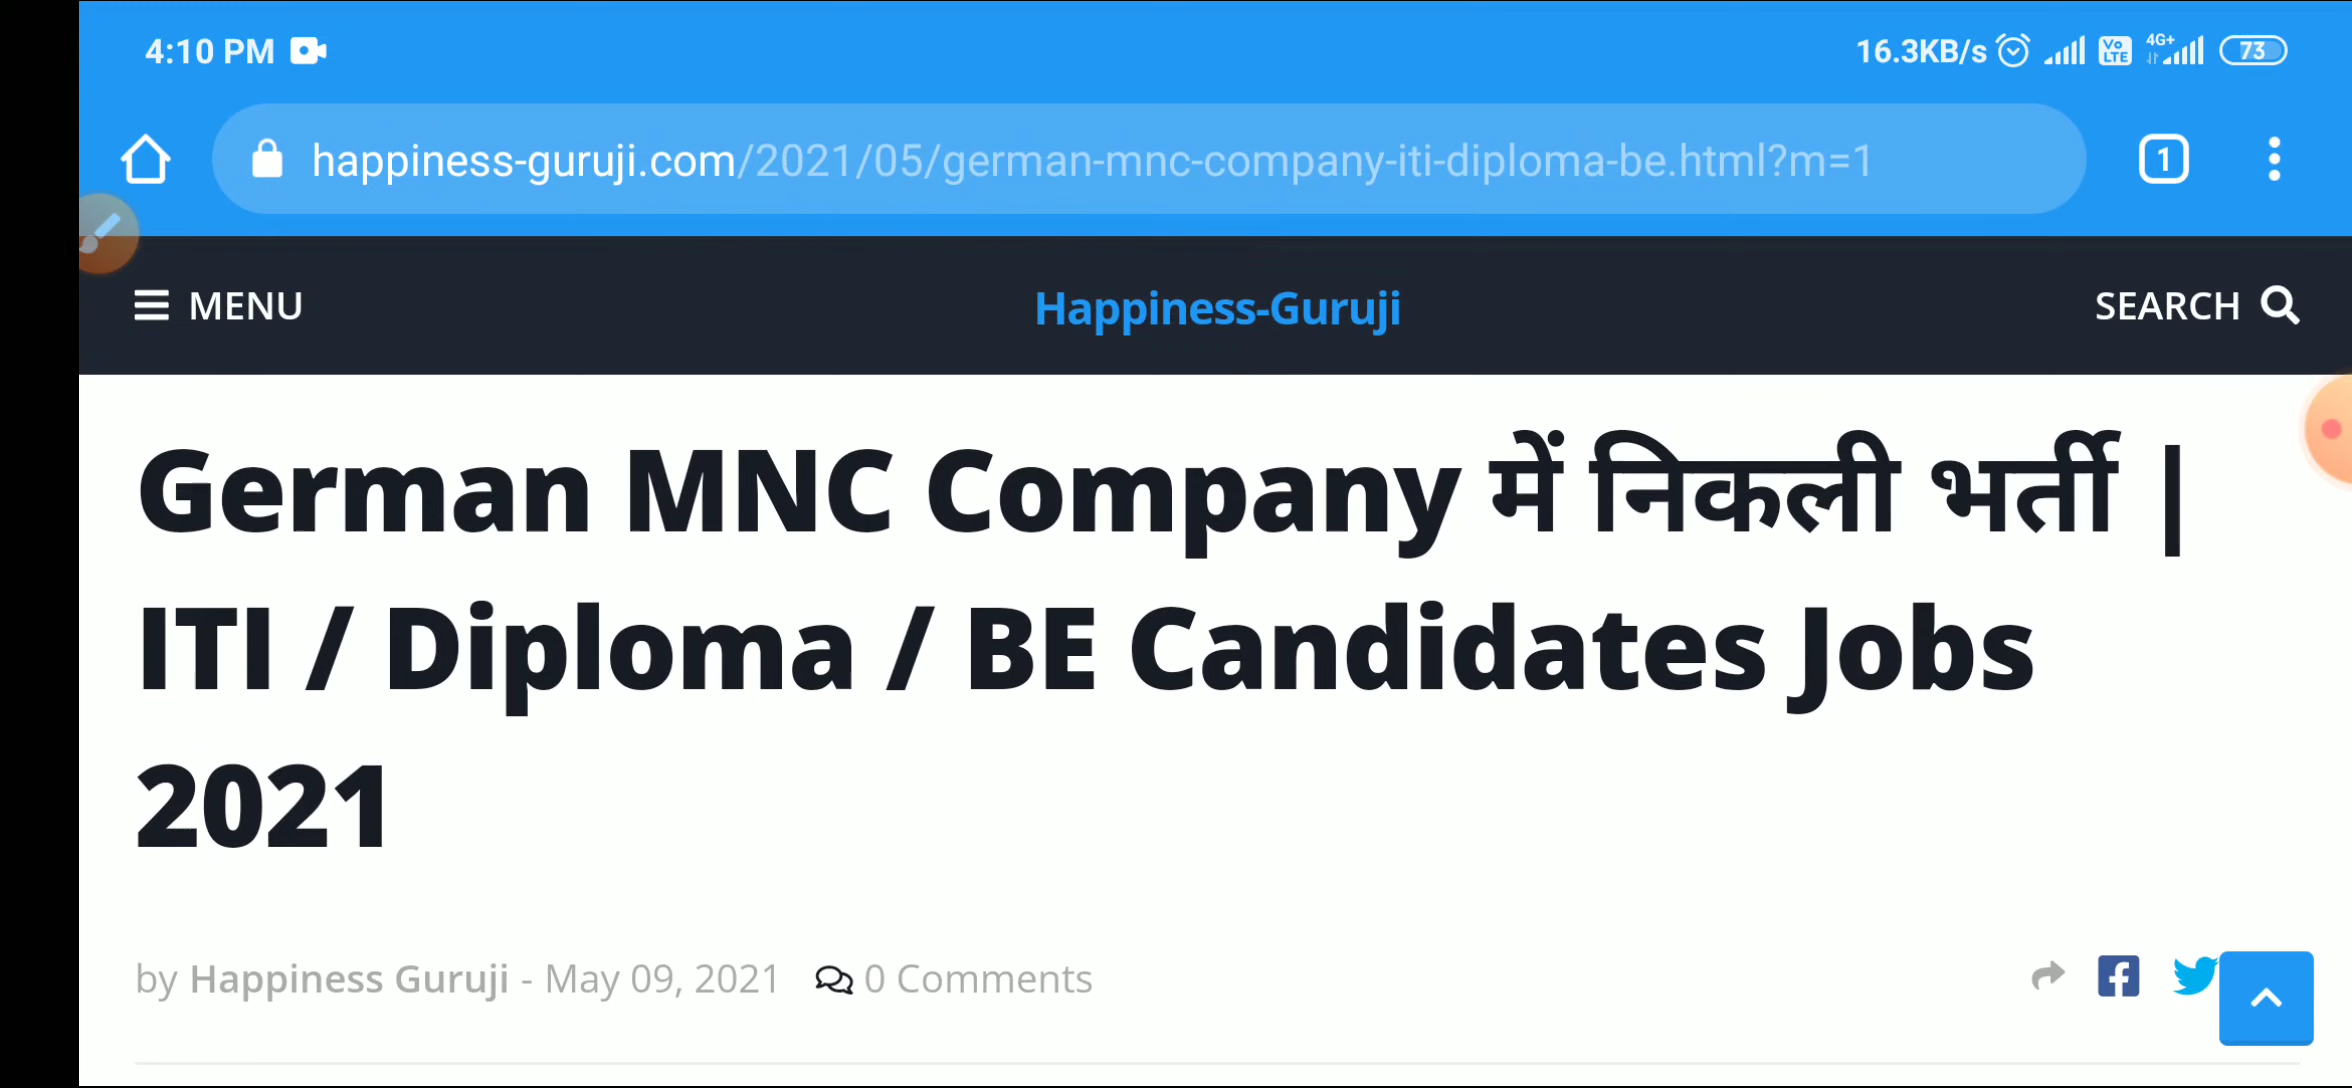 4:10 PM 16.3KB/s Vo LTE 4G+ 73
happiness-guruji.com/2021/05/german-mnc-company-iti-diploma-be.html?m=1 1
MENU Happiness-Guruji SEARCH
German MNC Company में निकली भर्ती |
ITI / Diploma / BE Candidates Jobs
2021
by Happiness Guruji - May 09, 2021 0 Comments